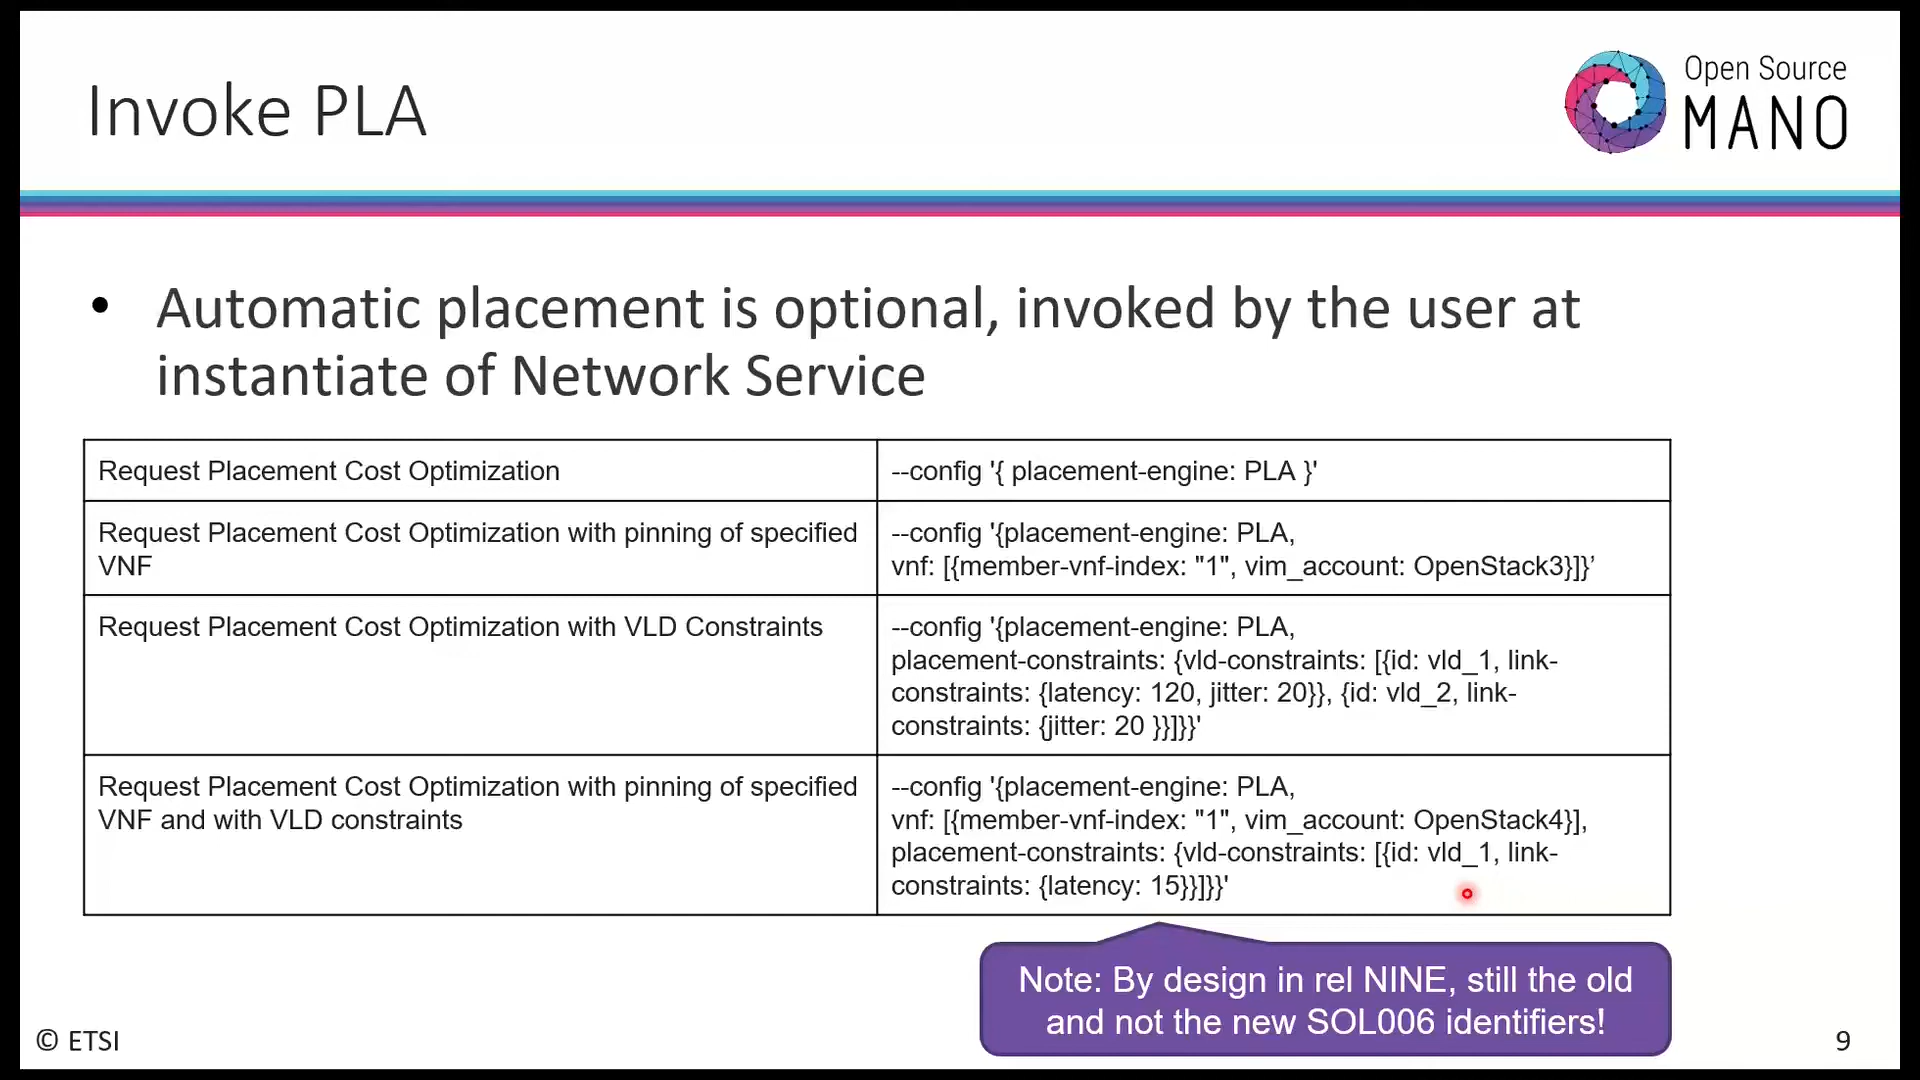 Invoke PLA
Open Source
MANO
• Automatic placement is optional, invoked by the user at
instantiate of Network Service
Request Placement Cost Optimization
--config '{ placement-engine: PLA }'
Request Placement Cost Optimization with pinning of specified
VNF
--config '{placement-engine: PLA,
vnf: [{member-vnf-index: "1", vim_account: OpenStack3}]}’
Request Placement Cost Optimization with VLD Constraints
--config '{placement-engine: PLA,
placement-constraints: {vld-constraints: [{id: vld_1, link-
constraints: {latency: 120, jitter: 20}}, {id: vld_2, link-
constraints: {jitter: 20 }}]}}'
Request Placement Cost Optimization with pinning of specified
VNF and with VLD constraints
--config '{placement-engine: PLA,
vnf: [{member-vnf-index: "1", vim_account: OpenStack4}],
placement-constraints: {vld-constraints: [{id: vld_1, link-
constraints: {latency: 15}}]}}'
Note: By design in rel NINE, still the old
and not the new SOL006 identifiers!
© ETSI
9